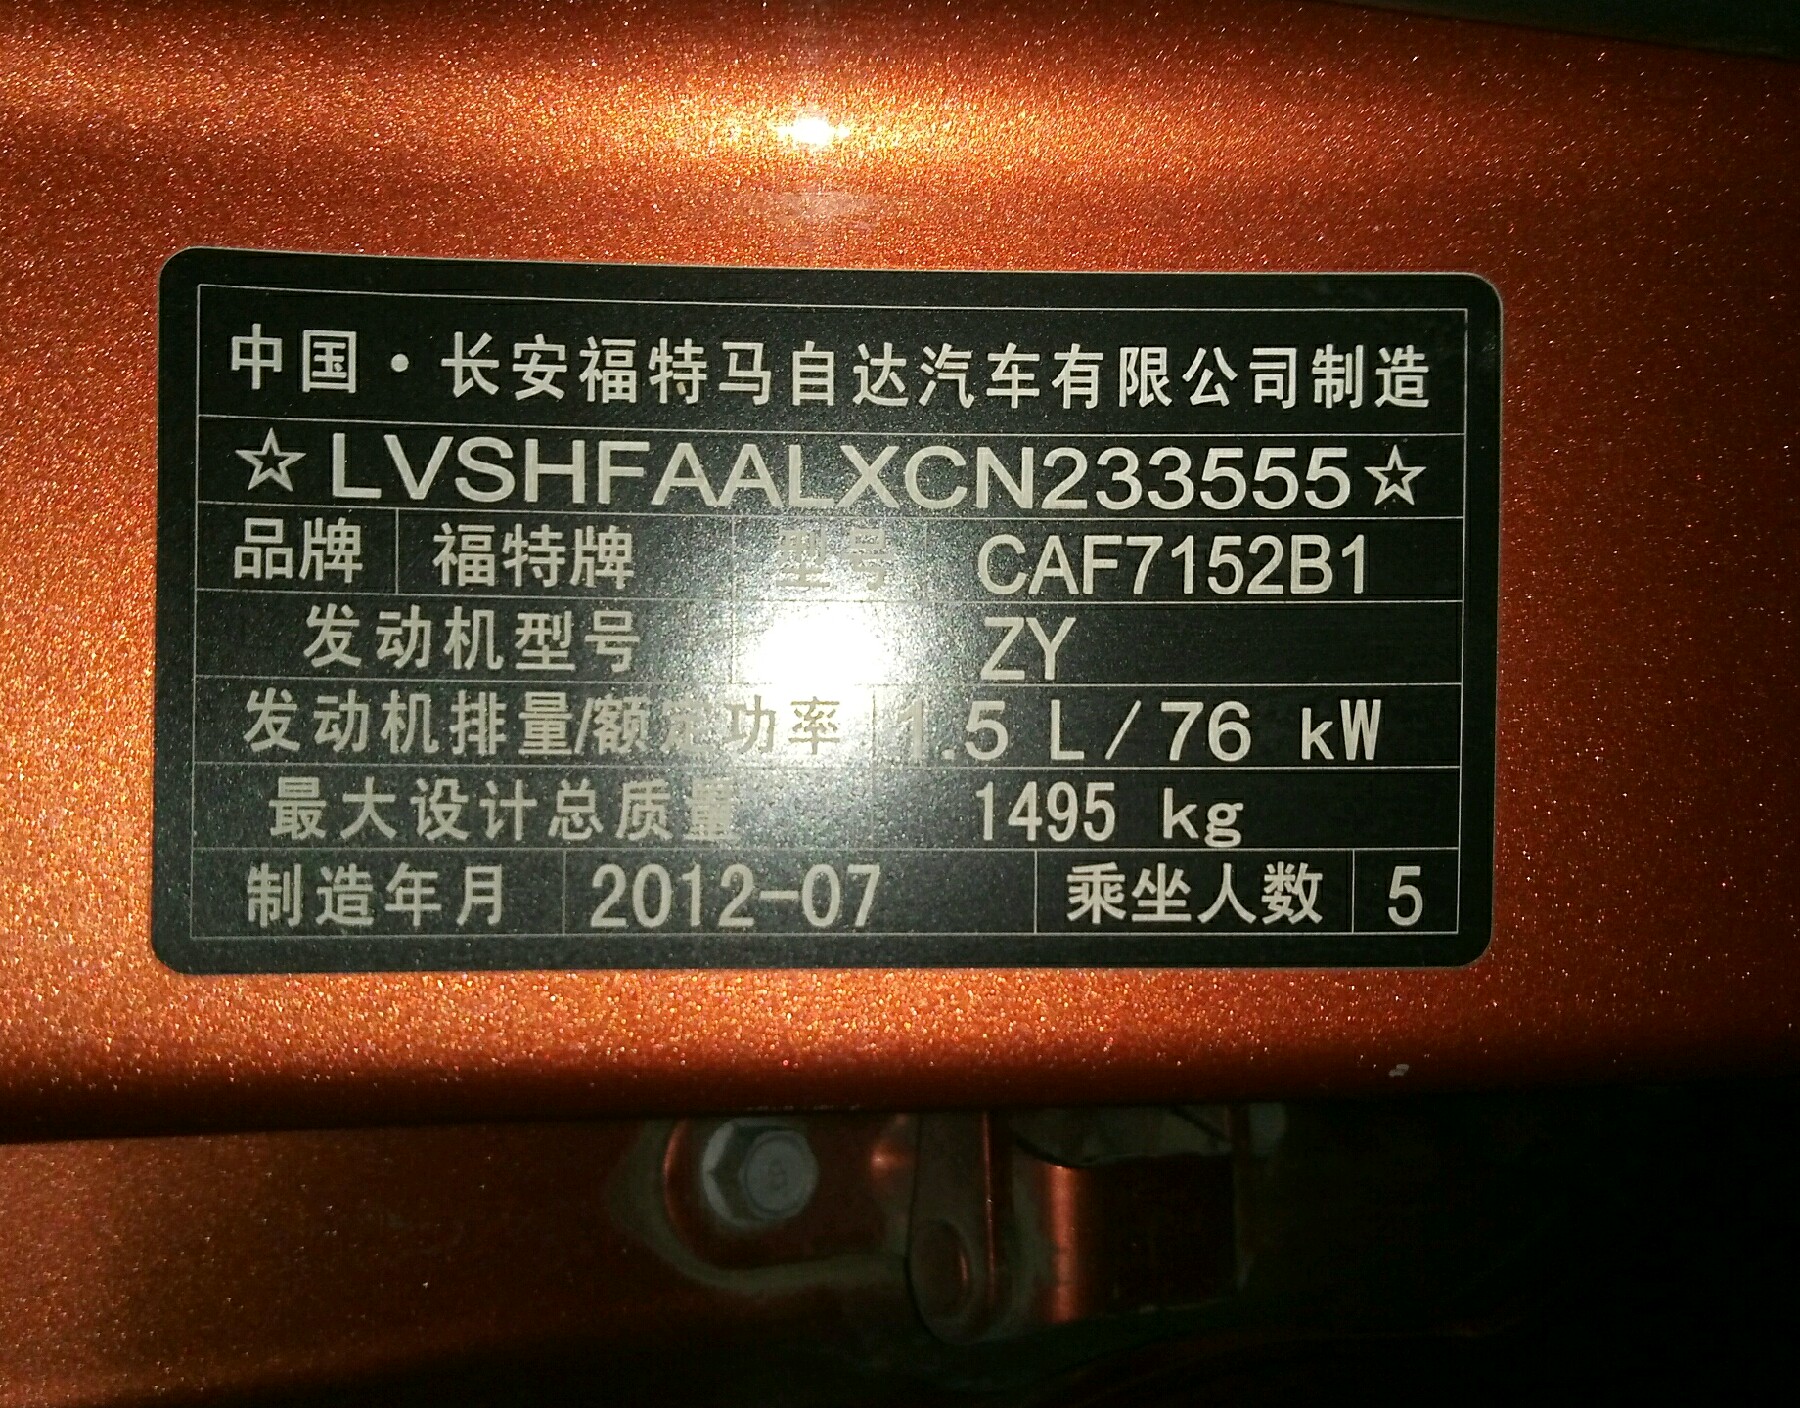 中国·长安福特马自达汽车有限公司制造
☆LVSHFAALXCN233555☆
品牌 福特牌 型号 CAF7152B1
发动机型号 ZY
发动机排量/额定功率 1.5 L/76 kW
最大设计总质量 1495 kg
制造年月 2012-07 乘坐人数 5